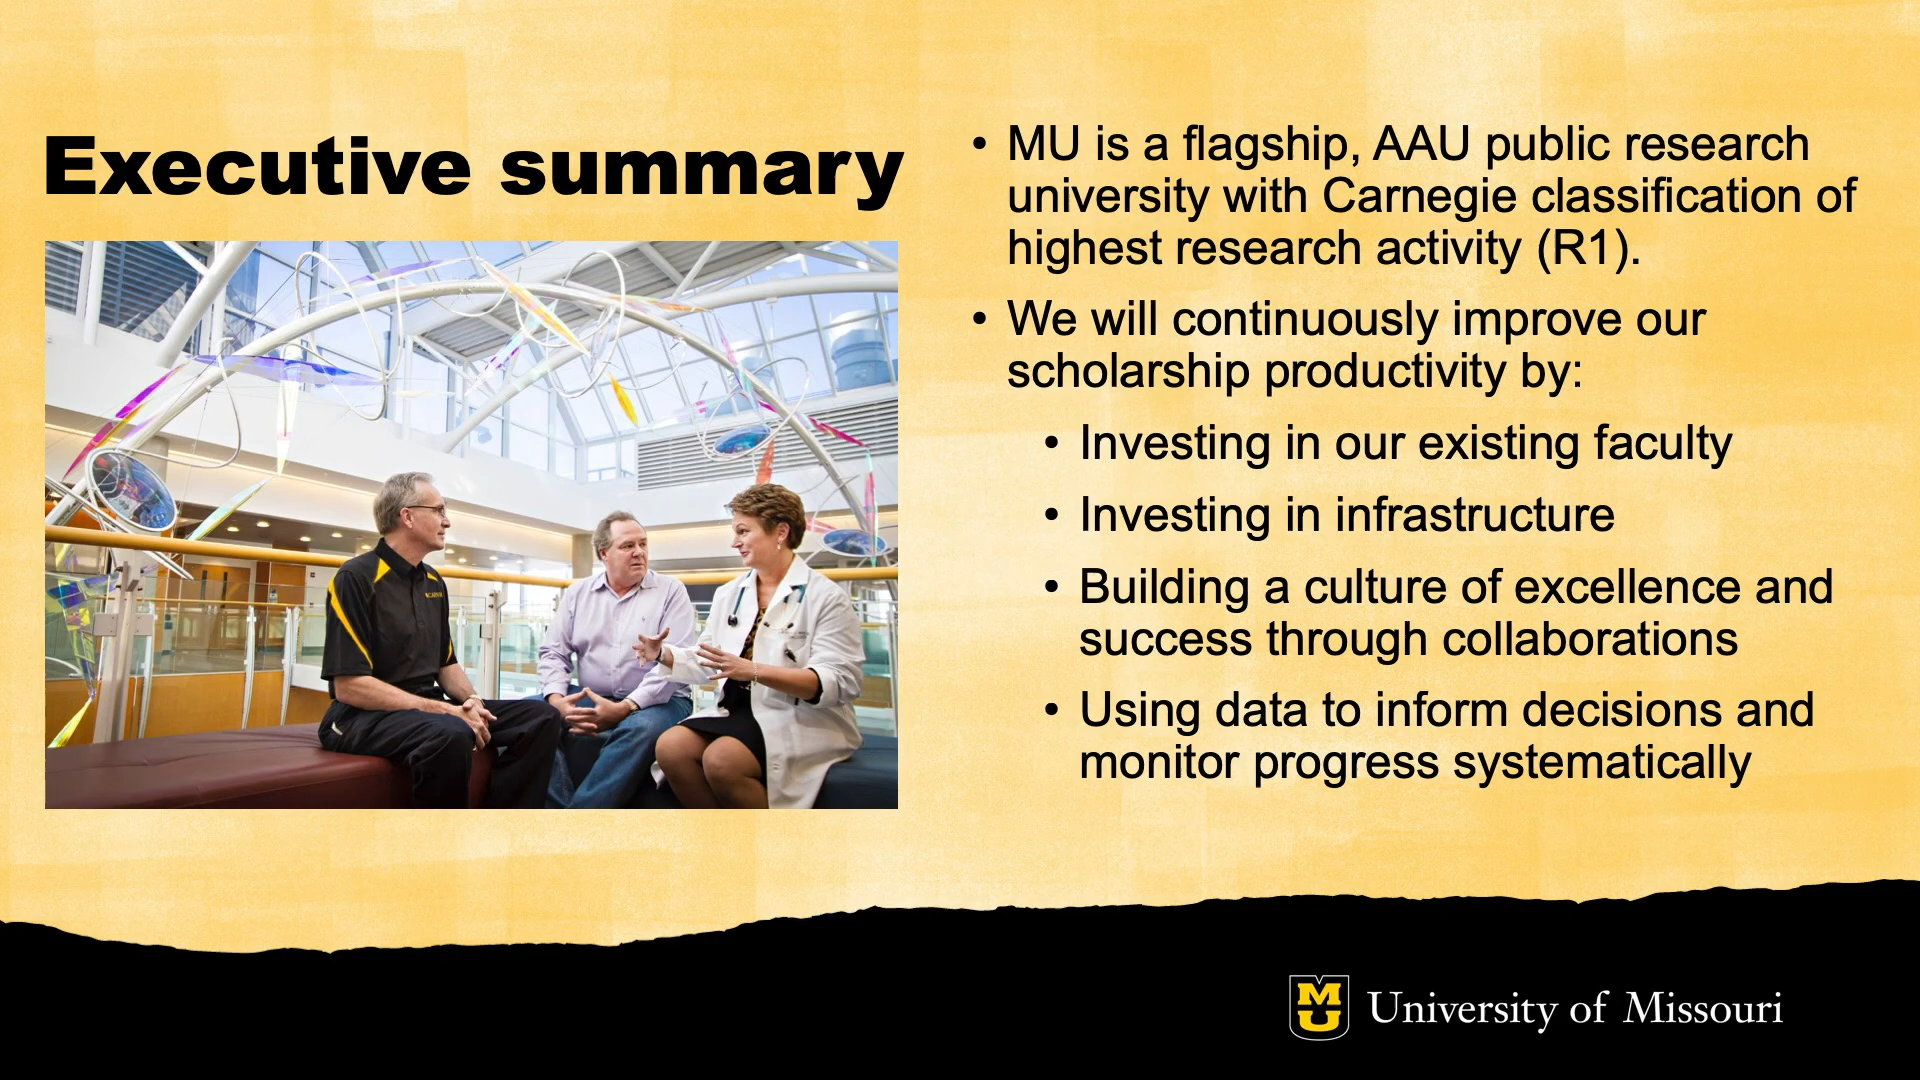 Executive summary
• MU is a flagship, AAU public research
university with Carnegie classification of
highest research activity (R1).
• We will continuously improve our
scholarship productivity by:
• Investing in our existing faculty
• Investing in infrastructure
• Building a culture of excellence and
success through collaborations
• Using data to inform decisions and
monitor progress systematically
MU University of Missouri